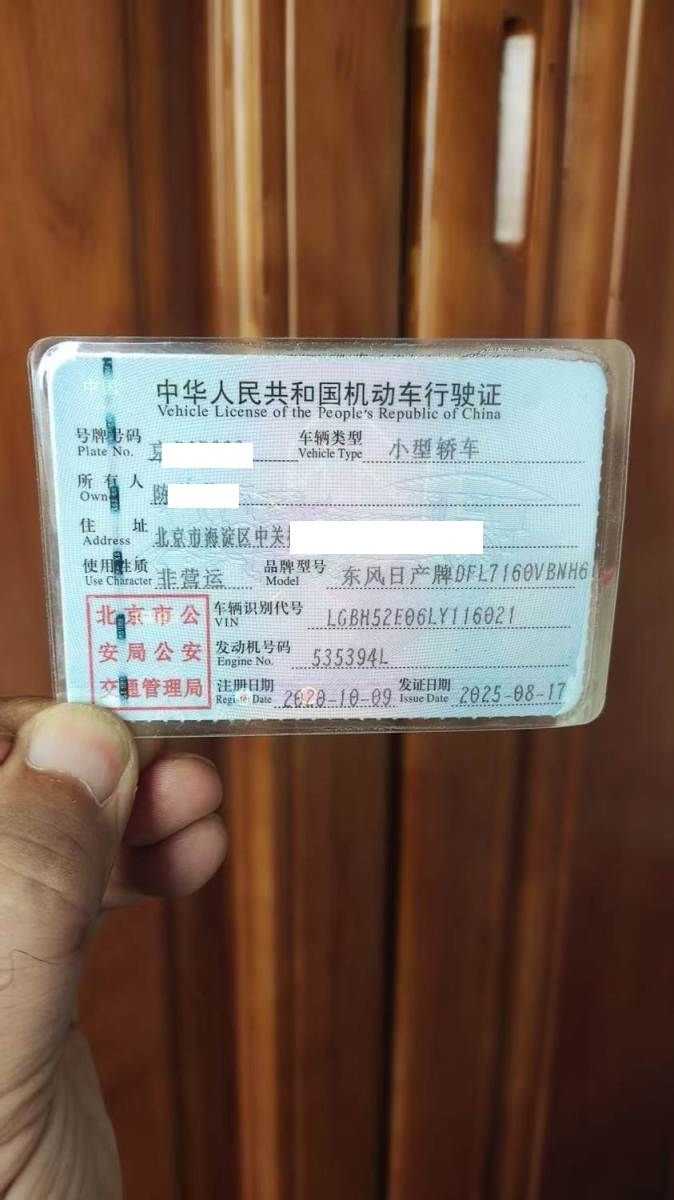 中华人民共和国机动车行驶证
Vehicle License of the People's Republic of China
号牌号码 京 车辆类型 小型轿车
Plate No. Vehicle Type
所有人 陈
Owner
住址 北京市海淀区中关
Address
使用性质 非营运 品牌型号 东风日产牌DFL7160VBNH6
Use Character Model
北京市公安局公安交通管理局
车辆识别代号 LGBH52E06LY116021
VIN
发动机号码 535394L
Engine No.
注册日期 2020-10-09 发证日期 2025-08-17
Register Date Issue Date